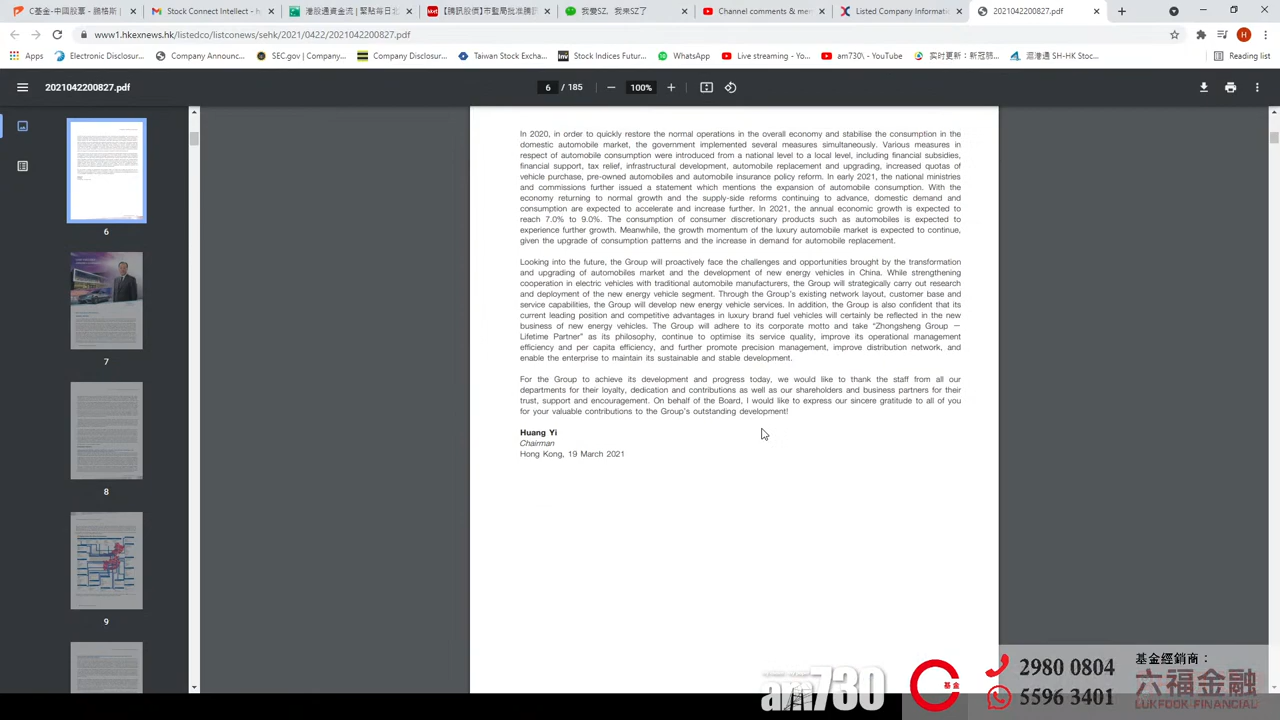 C基金-中國股票 - 晨格斯
Stock Connect Intellect - h
港股通資金流 | 緊貼每日北
【騰訊股價】市監局批准騰訊
我愛SZ, 我樂SZ了
Channel comments & menti
Listed Company Informati
2021042200827.pdf
www1.hkexnews.hk/listedco/listconews/sehk/2021/0422/2021042200827.pdf
Apps
Electronic Disclosur...
Company Announc...
SEC.gov | Company...
Company Disclosur...
Taiwan Stock Excha...
Stock Indices Futur...
WhatsApp
Live streaming - Yo...
am730\ - YouTube
实时更新：新冠肺...
滬港通 SH-HK Stoc...
Reading list
2021042200827.pdf
6 / 185
100%
In 2020, in order to quickly restore the normal operations in the overall economy and stabilise the consumption in the
domestic automobile market, the government implemented several measures simultaneously. Various measures in
respect of automobile consumption were introduced from a national level to a local level, including financial subsidies,
financial support, tax relief, infrastructural development, automobile replacement and upgrading, increased quotas of
vehicle purchase, pre-owned automobiles and automobile insurance policy reform. In early 2021, the national ministries
and commissions further issued a statement which mentions the expansion of automobile consumption. With the
economy returning to normal growth and the supply-side reforms continuing to advance, domestic demand and
consumption are expected to accelerate and increase further. In 2021, the annual economic growth is expected to
reach 7.0% to 9.0%. The consumption of consumer discretionary products such as automobiles is expected to
experience further growth. Meanwhile, the growth momentum of the luxury automobile market is expected to continue,
given the upgrade of consumption patterns and the increase in demand for automobile replacement.
Looking into the future, the Group will proactively face the challenges and opportunities brought by the transformation
and upgrading of automobiles market and the development of new energy vehicles in China. While strengthening
cooperation in electric vehicles with traditional automobile manufacturers, the Group will strategically carry out research
and deployment of the new energy vehicle segment. Through the Group's existing network layout, customer base and
service capabilities, the Group will develop new energy vehicle services. In addition, the Group is also confident that its
current leading position and competitive advantages in luxury brand fuel vehicles will certainly be reflected in the new
business of new energy vehicles. The Group will adhere to its corporate motto and take “Zhongsheng Group —
Lifetime Partner” as its philosophy, continue to optimise its service quality, improve its operational management
efficiency and per capita efficiency, and further promote precision management, improve distribution network, and
enable the enterprise to maintain its sustainable and stable development.
For the Group to achieve its development and progress today, we would like to thank the staff from all our
departments for their loyalty, dedication and contributions as well as our shareholders and business partners for their
trust, support and encouragement. On behalf of the Board, I would like to express our sincere gratitude to all of you
for your valuable contributions to the Group's outstanding development!
Huang Yi
Chairman
Hong Kong, 19 March 2021
6
7
8
9
am730
基金
2980 0804
5596 3401
基金經銷商：
六福金融
LUKFOOK FINANCIAL